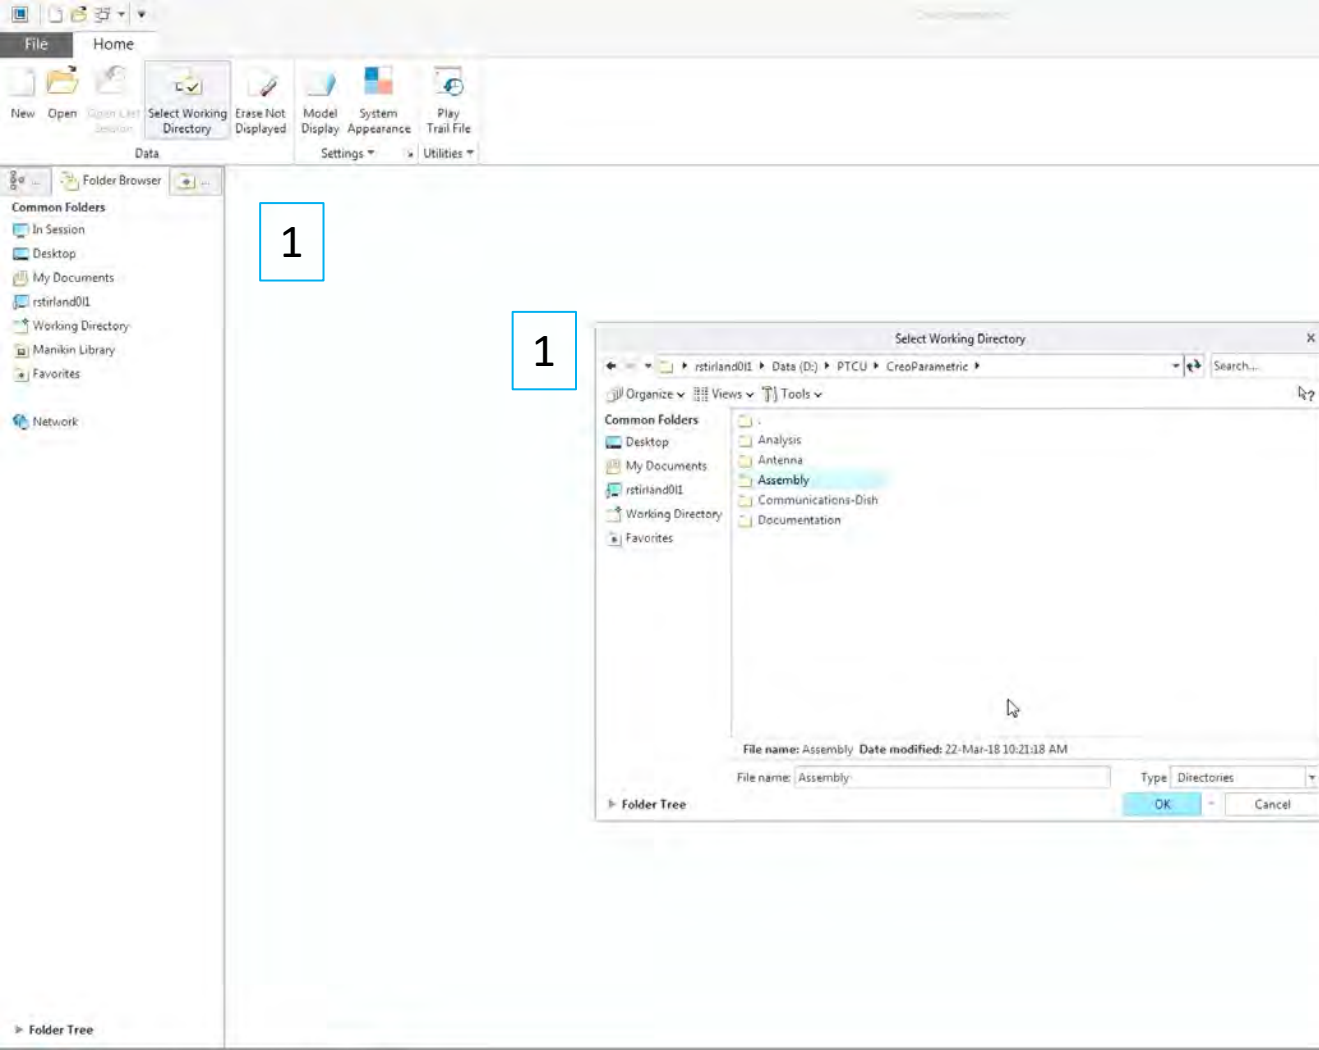 File Home
New Open Select Working Directory Erase Not Displayed Model Display System Appearance Play Trail File
Data Settings Utilities
... Folder Browser ...
Common Folders
In Session
Desktop
My Documents
rstirland0l1
Working Directory
Manikin Library
Favorites
Network
Folder Tree
1
1
Select Working Directory
rstirland0l1 Data (D:) PTCU CreoParametric
Search...
Organize Views Tools
Common Folders
Desktop
My Documents
rstirland0l1
Working Directory
Favorites
.
Analysis
Antenna
Assembly
Communications-Dish
Documentation
File name: Assembly Date modified: 22-Mar-18 10:21:18 AM
File name: Assembly Type Directories
Folder Tree OK Cancel